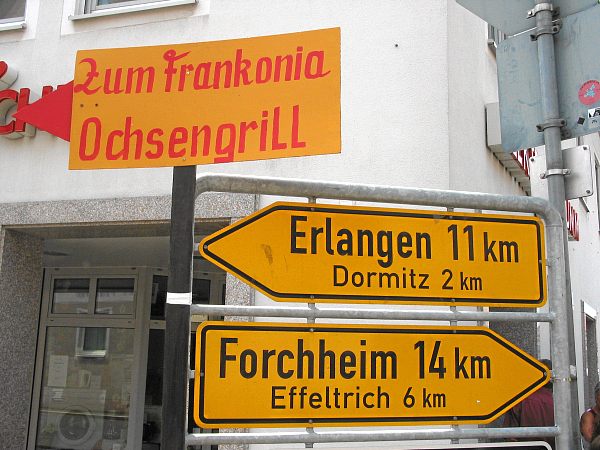 Zum Frankonia
Ochsengrill
Erlangen 11 km
Dormitz 2 km
Forchheim 14 km
Effeltrich 6 km